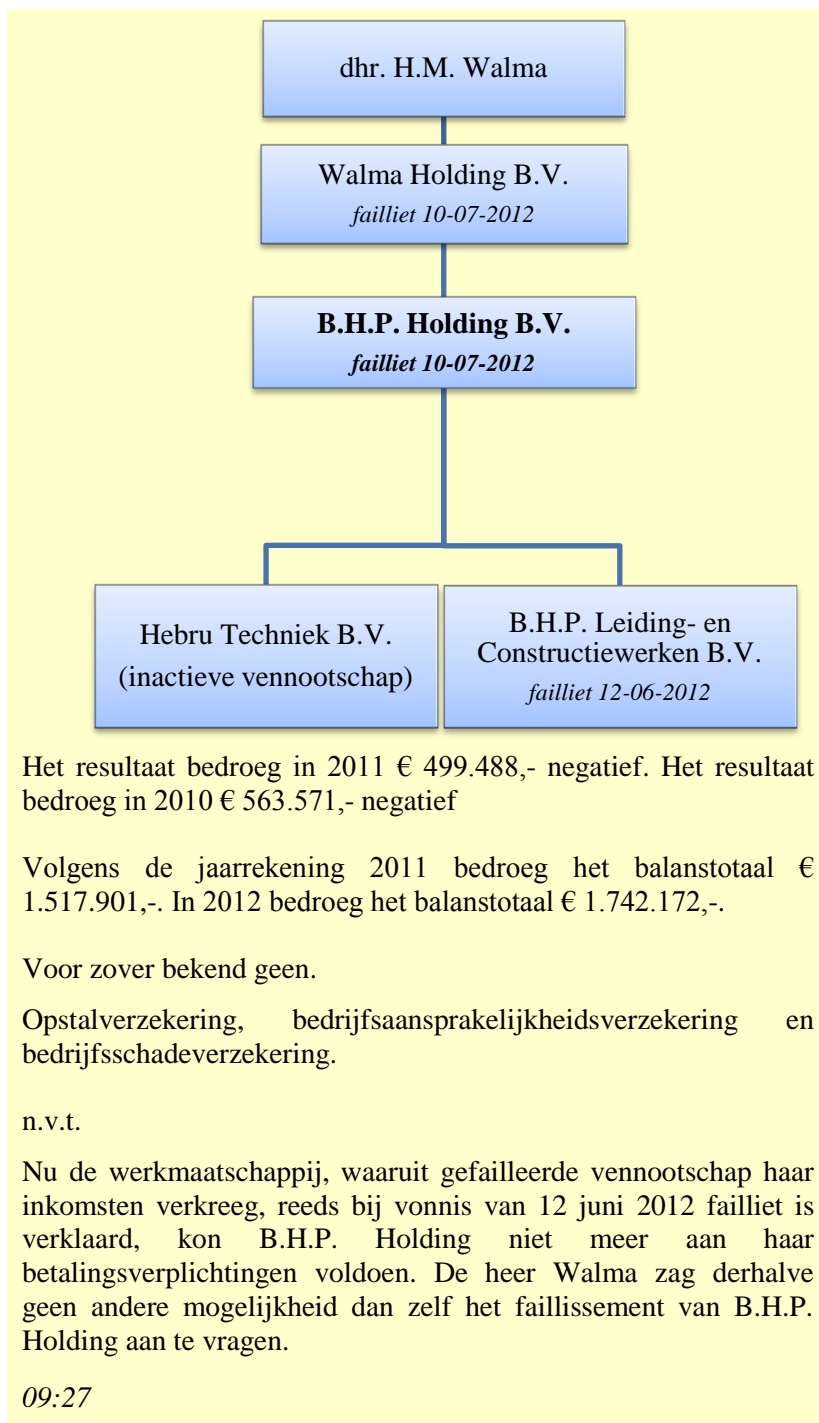 dhr. H.M. Walma
Walma Holding B.V.
failliet 10-07-2012
B.H.P. Holding B.V.
failliet 10-07-2012
Hebru Techniek B.V.
(inactieve vennootschap)
B.H.P. Leiding- en
Constructiewerken B.V.
failliet 12-06-2012
Het resultaat bedroeg in 2011 € 499.488,- negatief. Het resultaat
bedroeg in 2010 € 563.571,- negatief
Volgens de jaarrekening 2011 bedroeg het balanstotaal €
1.517.901,-. In 2012 bedroeg het balanstotaal € 1.742.172,-.
Voor zover bekend geen.
Opstalverzekering, bedrijfsaansprakelijkheidsverzekering en
bedrijfsschadeverzekering.
n.v.t.
Nu de werkmaatschappij, waaruit gefailleerde vennootschap haar
inkomsten verkreeg, reeds bij vonnis van 12 juni 2012 failliet is
verklaard, kon B.H.P. Holding niet meer aan haar
betalingsverplichtingen voldoen. De heer Walma zag derhalve
geen andere mogelijkheid dan zelf het faillissement van B.H.P.
Holding aan te vragen.
09:27